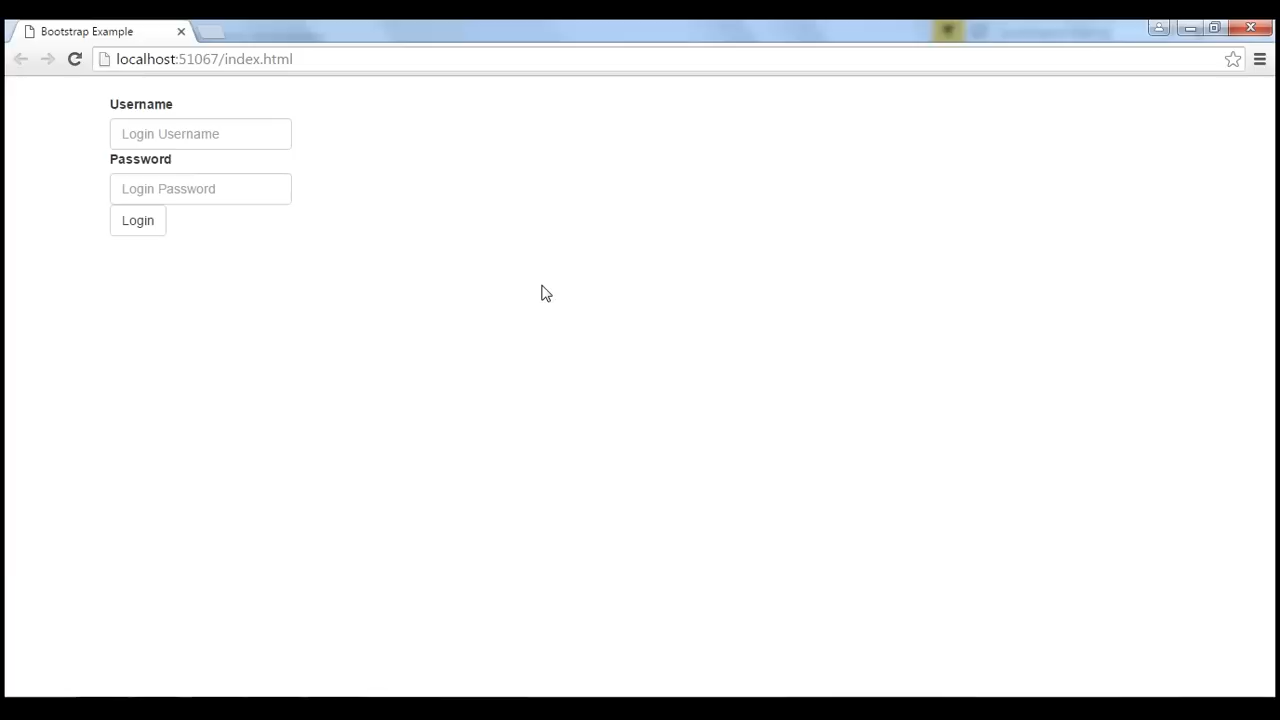 Bootstrap Example
localhost:51067/index.html
Username
Login Username
Password
Login Password
Login